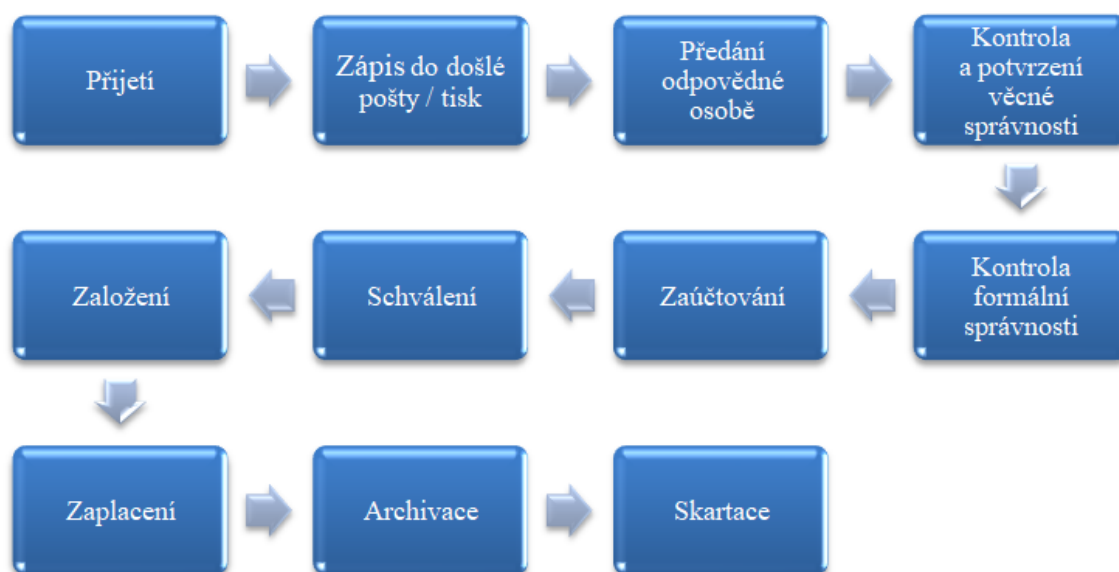 Přijetí
Zápis do došlé
pošty / tisk
Předání
odpovědné
osobě
Kontrola
a potvrzení
věcné
správnosti
Kontrola
formální
správnosti
Zaúčtování
Schválení
Založení
Zaplacení
Archivace
Skartace